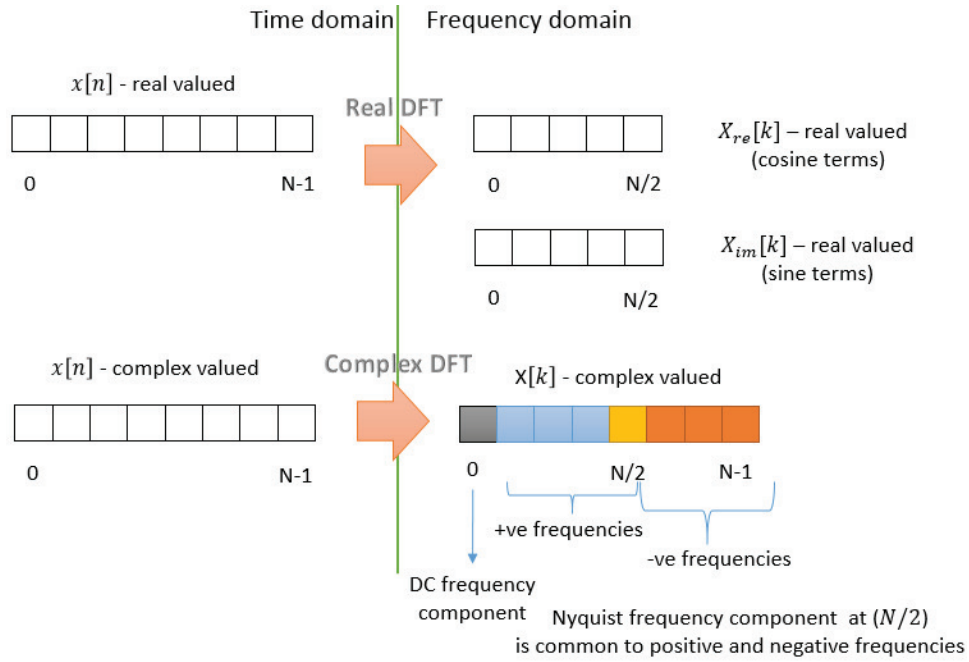 Time domain
Frequency domain
x[n] - real valued
Real DFT
0
N-1
0
N/2
X_re[k] – real valued
(cosine terms)
0
N/2
X_im[k] – real valued
(sine terms)
x[n] - complex valued
Complex DFT
X[k] - complex valued
0
N-1
0
N/2
N-1
+ve frequencies
-ve frequencies
DC frequency
component
Nyquist frequency component at (N/2)
is common to positive and negative frequencies